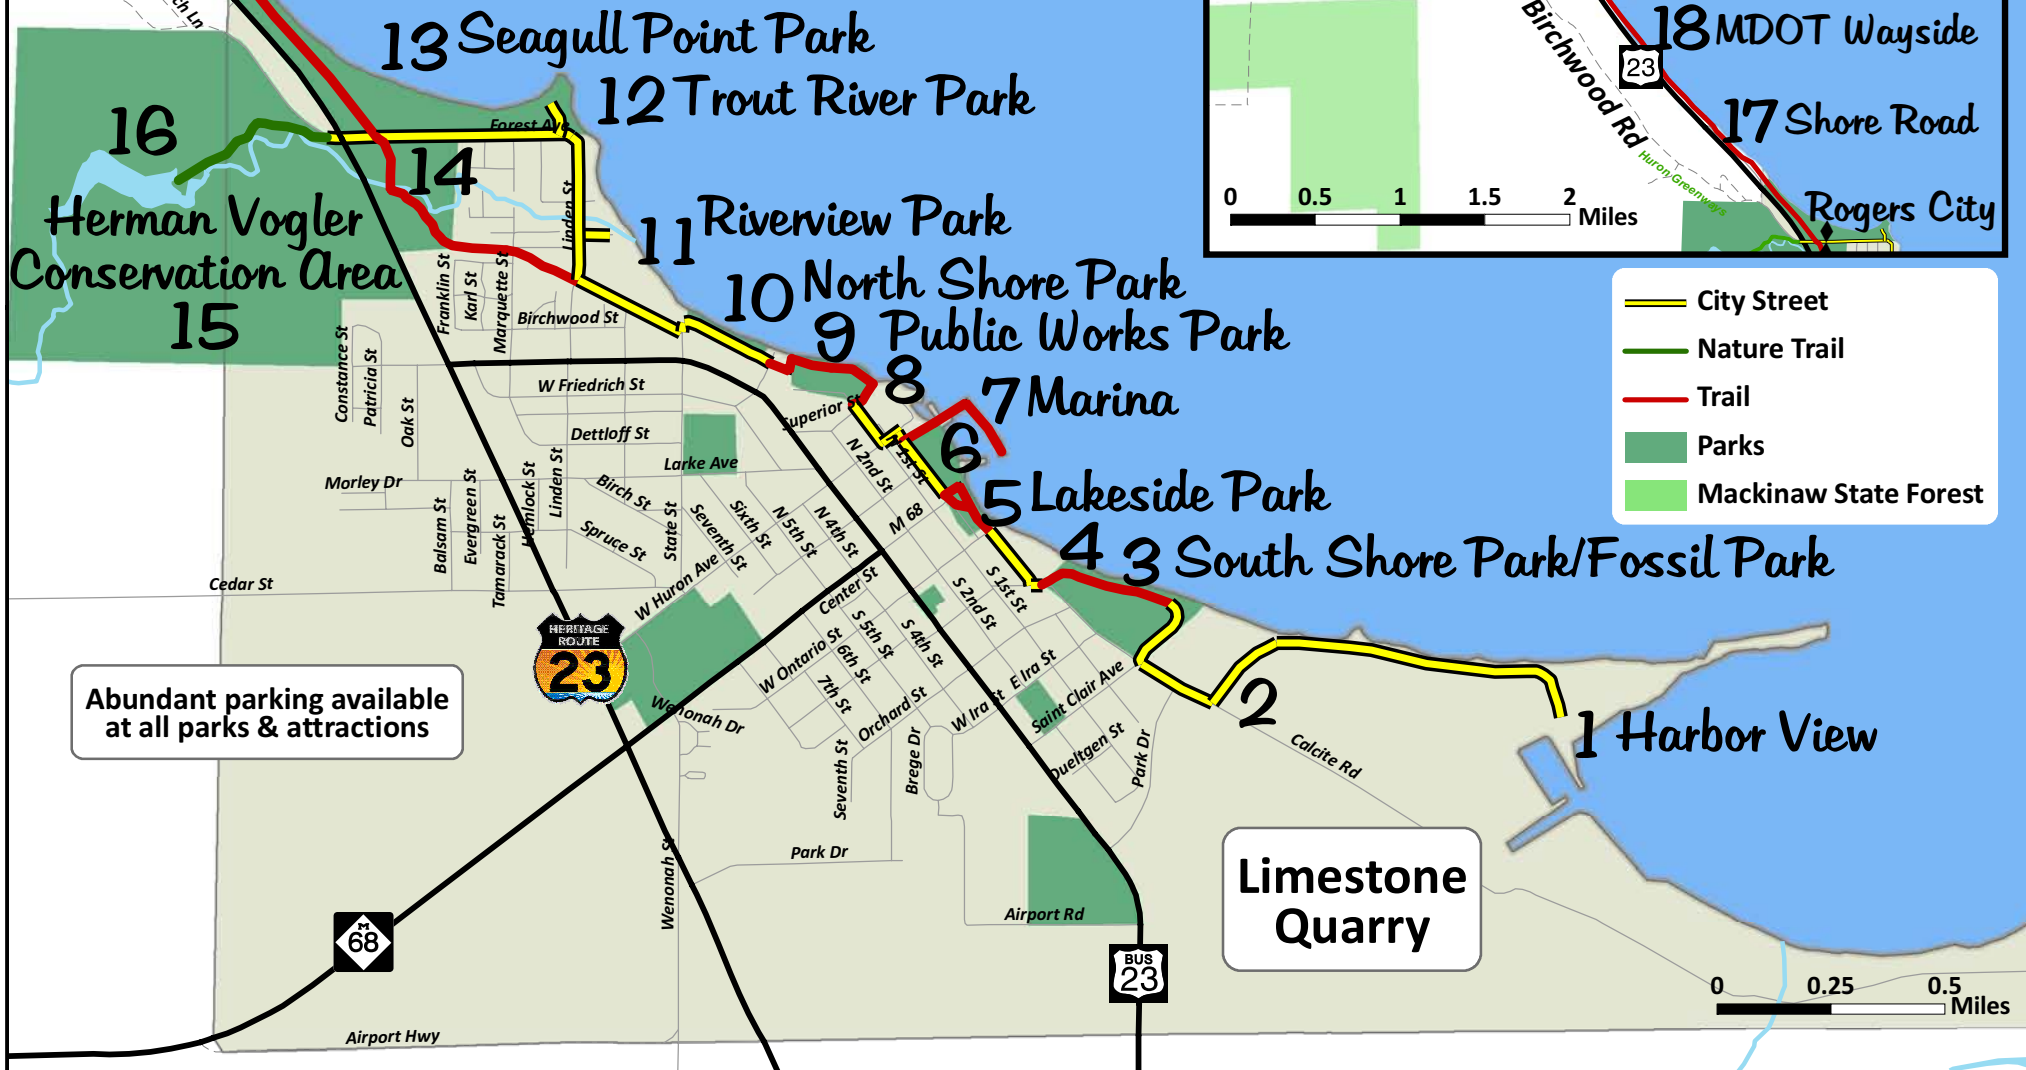 ch Ln
13 Seagull Point Park
12 Trout River Park
Forest Ave
16
14
Herman Vogler
Conservation Area
15
Linden St
11 Riverview Park
10 North Shore Park
9 Public Works Park
8
7 Marina
6
5 Lakeside Park
4
3 South Shore Park/Fossil Park
2
1 Harbor View
Franklin St
Karl St
Marquette St
Birchwood St
Constance St
Patricia St
Oak St
W Friedrich St
Superior St
Dettloff St
Larke Ave
Morley Dr
N 2nd St
N 1st St
M 68
Balsam St
Evergreen St
Tamarack St
Hemlock St
Linden St
Birch St
Spruce St
State St
Seventh St
Sixth St
N 5th St
N 4th St
Cedar St
W Huron Ave
Center St
S 1st St
S 2nd St
S 4th St
S 5th St
6th St
7th St
W Ontario St
Orchard St
W Ira St
E Ira St
Saint Clair Ave
Dueltgen St
Park Dr
Calcite Rd
Wenonah Dr
Seventh St
Brege Dr
Park Dr
Wenonah St
Airport Rd
Airport Hwy
HERITAGE
ROUTE
23
Abundant parking available
at all parks & attractions
M
68
BUS
23
Limestone
Quarry
0 0.25 0.5
Miles
Birchwood Rd
18 MDOT Wayside
23
17 Shore Road
Huron Greenways
Rogers City
0 0.5 1 1.5 2
Miles
City Street
Nature Trail
Trail
Parks
Mackinaw State Forest